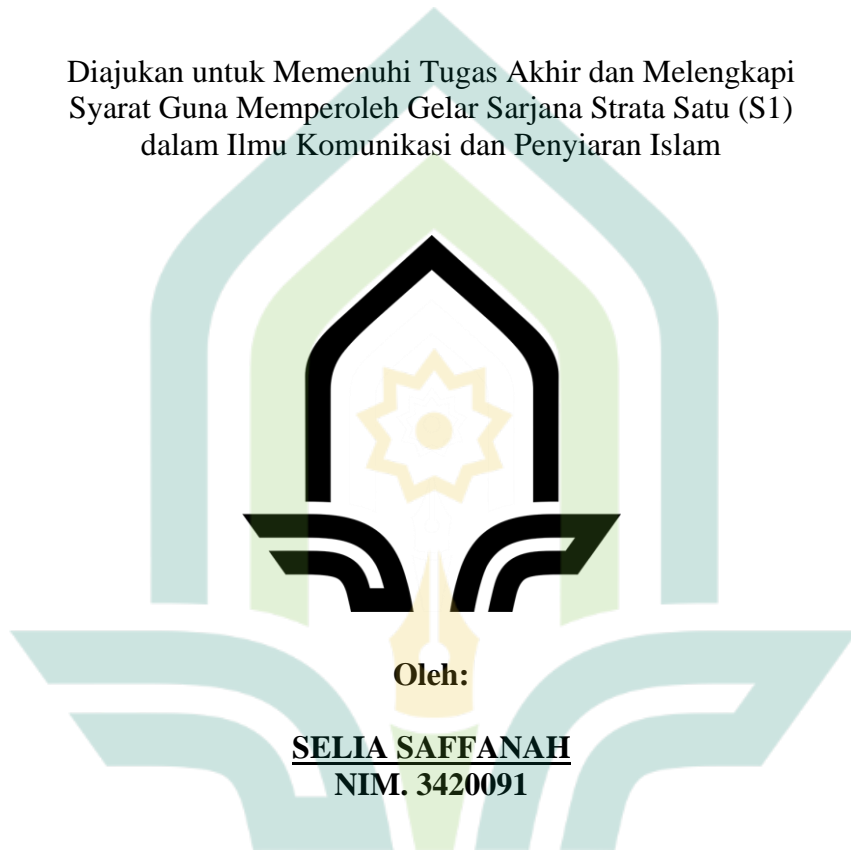 Diajukan untuk Memenuhi Tugas Akhir dan Melengkapi
Syarat Guna Memperoleh Gelar Sarjana Strata Satu (S1)
dalam Ilmu Komunikasi dan Penyiaran Islam
Oleh:
SELIA SAFFANAH
NIM. 3420091